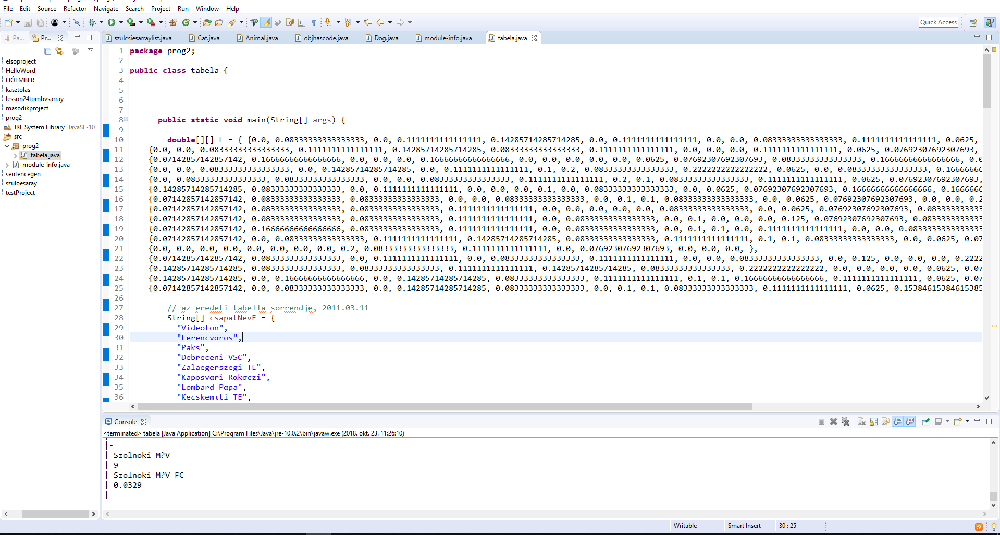 File Edit Source Refactor Navigate Search Project Run Window Help
Quick Access
Pa... Pr...
szulcsiesarraylist.java Cat.java Animal.java objhascode.java Dog.java module-info.java tabela.java
elsoproject
HelloWord
HÓEMBER
kasztolas
lesson24tombvsarray
masodikproject
prog2
JRE System Library [JavaSE-10]
src
prog2
tabela.java
module-info.java
sentencegen
szuloesaray
testProject
1 package prog2;
2
3 public class tabela {
4
5
6
7
8 public static void main(String[] args) {
9
10 double[][] L = { {0.0, 0.08333333333333333, 0.0, 0.1111111111111111, 0.14285714285714285, 0.0, 0.1111111111111111, 0.0, 0.0, 0.08333333333333333, 0.1111111111111111, 0.0625,
11 {0.0, 0.0, 0.08333333333333333, 0.1111111111111111, 0.14285714285714285, 0.08333333333333333, 0.1111111111111111, 0.0, 0.0, 0.0, 0.1111111111111111, 0.0625, 0.07692307692307693,
12 {0.07142857142857142, 0.16666666666666666, 0.0, 0.0, 0.0, 0.16666666666666666, 0.0, 0.0, 0.0, 0.0, 0.0, 0.0625, 0.07692307692307693, 0.08333333333333333, 0.16666666666666666, 0.0
13 {0.0, 0.0, 0.08333333333333333, 0.0, 0.14285714285714285, 0.0, 0.1111111111111111, 0.1, 0.2, 0.08333333333333333, 0.2222222222222222, 0.0625, 0.0, 0.08333333333333333, 0.1666666
14 {0.0, 0.08333333333333333, 0.08333333333333333, 0.0, 0.0, 0.08333333333333333, 0.1111111111111111, 0.2, 0.1, 0.08333333333333333, 0.1111111111111111, 0.0625, 0.07692307692307693,
15 {0.14285714285714285, 0.08333333333333333, 0.0, 0.1111111111111111, 0.0, 0.0, 0.0, 0.1, 0.0, 0.08333333333333333, 0.0, 0.0625, 0.07692307692307693, 0.16666666666666666, 0.1666666
16 {0.07142857142857142, 0.08333333333333333, 0.08333333333333333, 0.0, 0.0, 0.08333333333333333, 0.0, 0.1, 0.1, 0.08333333333333333, 0.0, 0.0625, 0.07692307692307693, 0.0, 0.0, 0.2
17 {0.07142857142857142, 0.08333333333333333, 0.08333333333333333, 0.1111111111111111, 0.0, 0.0, 0.0, 0.0, 0.0, 0.08333333333333333, 0.0, 0.0625, 0.07692307692307693, 0.083333333333
18 {0.07142857142857142, 0.08333333333333333, 0.08333333333333333, 0.1111111111111111, 0.0, 0.08333333333333333, 0.0, 0.1, 0.0, 0.0, 0.0, 0.125, 0.07692307692307693, 0.0833333333333
19 {0.07142857142857142, 0.16666666666666666, 0.08333333333333333, 0.1111111111111111, 0.0, 0.08333333333333333, 0.0, 0.1, 0.1, 0.0, 0.1111111111111111, 0.0, 0.0, 0.0833333333333
20 {0.07142857142857142, 0.0, 0.08333333333333333, 0.1111111111111111, 0.14285714285714285, 0.08333333333333333, 0.1111111111111111, 0.1, 0.1, 0.08333333333333333, 0.0, 0.0625, 0.07
21 {0.0, 0.0, 0.0, 0.0, 0.0, 0.0, 0.0, 0.0, 0.2, 0.08333333333333333, 0.1111111111111111, 0.0, 0.07692307692307693, 0.0, 0.0, 0.0, },
22 {0.07142857142857142, 0.08333333333333333, 0.0, 0.1111111111111111, 0.0, 0.08333333333333333, 0.1111111111111111, 0.0, 0.0, 0.08333333333333333, 0.0, 0.125, 0.0, 0.0, 0.0, 0.2222
23 {0.14285714285714285, 0.08333333333333333, 0.08333333333333333, 0.1111111111111111, 0.14285714285714285, 0.08333333333333333, 0.2222222222222222, 0.0, 0.0, 0.0, 0.0, 0.0625, 0.07
24 {0.14285714285714285, 0.0, 0.16666666666666666, 0.0, 0.14285714285714285, 0.08333333333333333, 0.1111111111111111, 0.1, 0.1, 0.16666666666666666, 0.1111111111111111, 0.0625, 0.07
25 {0.07142857142857142, 0.0, 0.08333333333333333, 0.0, 0.14285714285714285, 0.08333333333333333, 0.0, 0.1, 0.1, 0.08333333333333333, 0.1111111111111111, 0.0625, 0.15384615384615385
26
27 // az eredeti tabella sorrendje, 2011.03.11
28 String[] csapatNevE = {
29 "Videoton",
30 "Ferencvαros",
31 "Paks",
32 "Debreceni VSC",
33 "Zalaegerszegi TE",
34 "Kaposvαri Rαkσczi",
35 "Lombard Pαpa",
36 "Kecskemιti TE",
Console
<terminated> tabela [Java Application] C:\Program Files\Java\jre-10.0.2\bin\javaw.exe (2018. okt. 23. 11:26:10)
|-
| Szolnoki M?V
| 9
| Szolnoki M?V FC
| 0.0329
|-
Writable Smart Insert 30 : 25